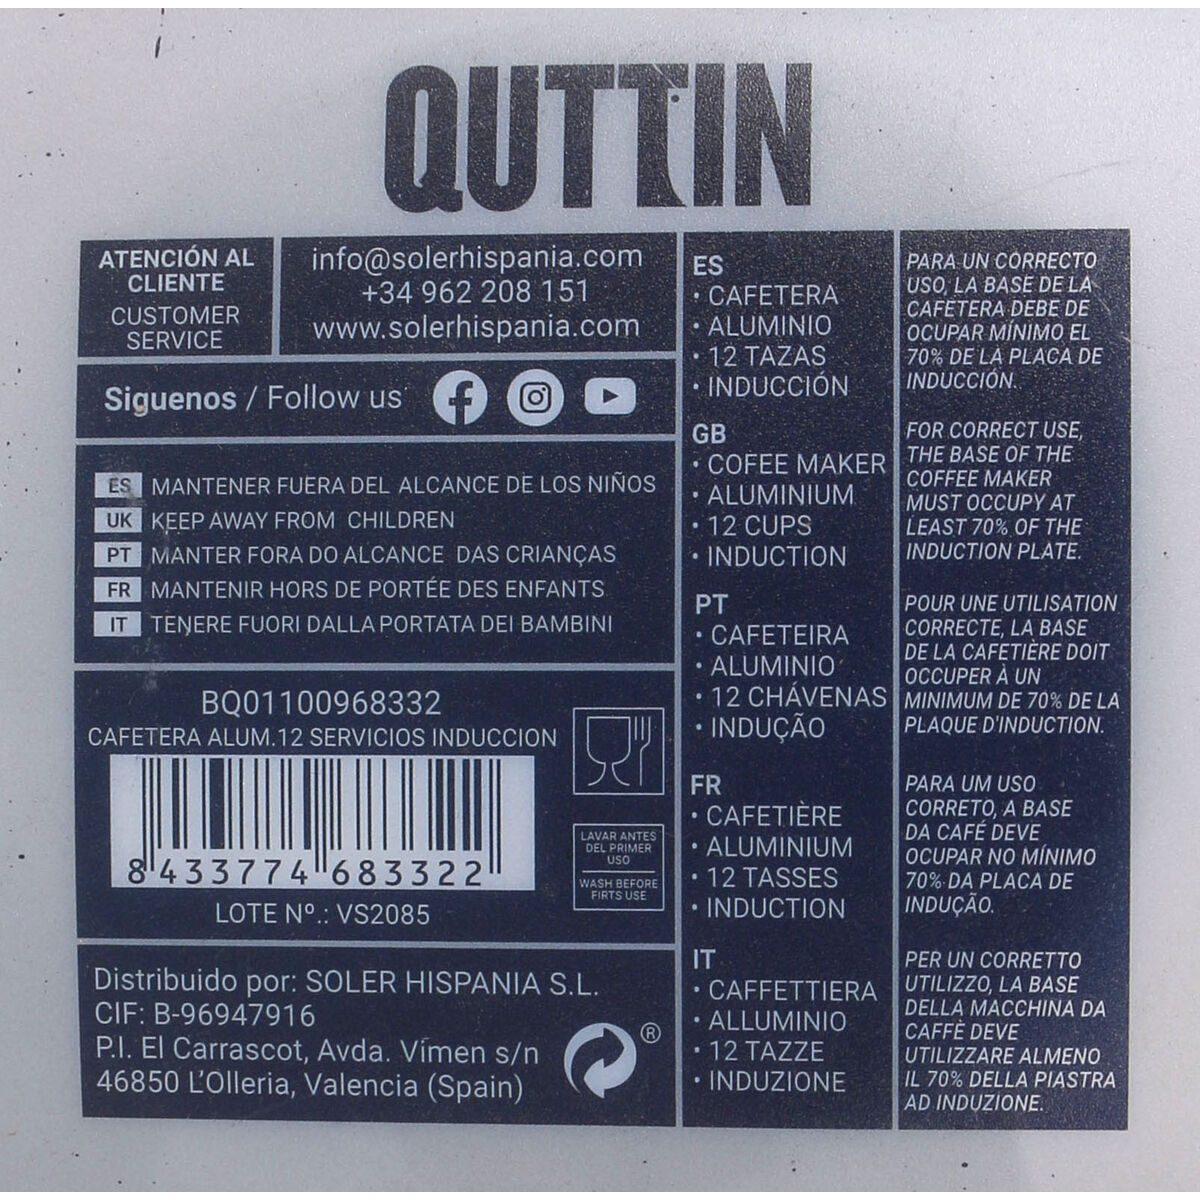 QUTTIN
ATENCIÓN AL
CLIENTE
CUSTOMER
SERVICE
info@solerhispania.com
+34 962 208 151
www.solerhispania.com
Siguenos / Follow us
ES MANTENER FUERA DEL ALCANCE DE LOS NIÑOS
UK KEEP AWAY FROM CHILDREN
PT MANTER FORA DO ALCANCE DAS CRIANÇAS
FR MANTENIR HORS DE PORTÉE DES ENFANTS
IT TENERE FUORI DALLA PORTATA DEI BAMBINI
BQ01100968332
CAFETERA ALUM.12 SERVICIOS INDUCCION
8 433774 683322
LOTE Nº.: VS2085
LAVAR ANTES
DEL PRIMER
USO
WASH BEFORE
FIRTS USE
Distribuido por: SOLER HISPANIA S.L.
CIF: B-96947916
P.I. El Carrascot, Avda. Vímen s/n
46850 L'Olleria, Valencia (Spain)
®
ES
• CAFETERA
• ALUMINIO
• 12 TAZAS
• INDUCCIÓN
GB
• COFEE MAKER
• ALUMINIUM
• 12 CUPS
• INDUCTION
PT
• CAFETEIRA
• ALUMINIO
• 12 CHÁVENAS
• INDUÇÃO
FR
• CAFETIÈRE
• ALUMINIUM
• 12 TASSES
• INDUCTION
IT
• CAFFETTIERA
• ALLUMINIO
• 12 TAZZE
• INDUZIONE
PARA UN CORRECTO
USO, LA BASE DE LA
CAFETERA DEBE DE
OCUPAR MÍNIMO EL
70% DE LA PLACA DE
INDUCCIÓN.
FOR CORRECT USE,
THE BASE OF THE
COFFEE MAKER
MUST OCCUPY AT
LEAST 70% OF THE
INDUCTION PLATE.
POUR UNE UTILISATION
CORRECTE, LA BASE
DE LA CAFETIÈRE DOIT
OCCUPER À UN
MINIMUM DE 70% DE LA
PLAQUE D'INDUCTION.
PARA UM USO
CORRETO, A BASE
DA CAFÉ DEVE
OCUPAR NO MÍNIMO
70% DA PLACA DE
INDUÇÃO.
PER UN CORRETTO
UTILIZZO, LA BASE
DELLA MACCHINA DA
CAFFÈ DEVE
UTILIZZARE ALMENO
IL 70% DELLA PIASTRA
AD INDUZIONE.